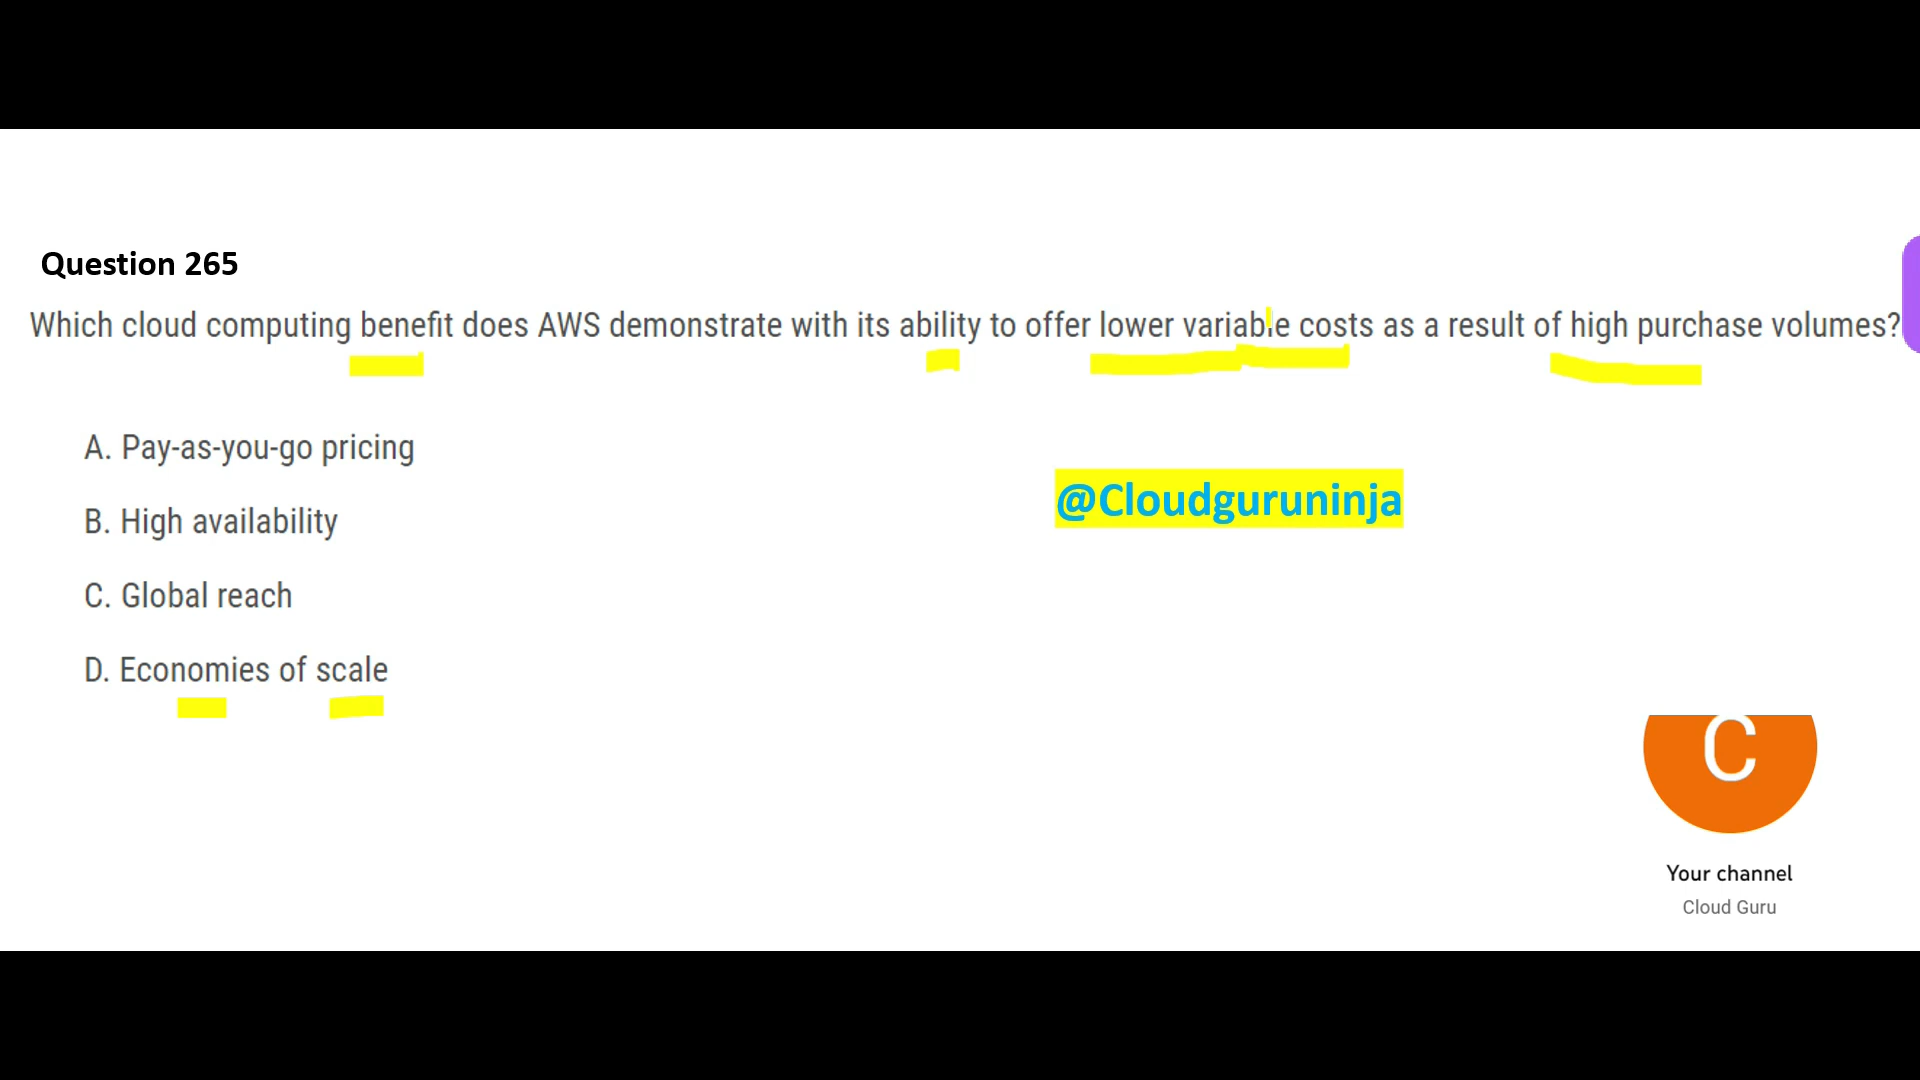 Question 265
Which cloud computing benefit does AWS demonstrate with its ability to offer lower variable costs as a result of high purchase volumes?
A. Pay-as-you-go pricing
@Cloudguruninja
B. High availability
C. Global reach
D. Economies of scale
C
Your channel
Cloud Guru